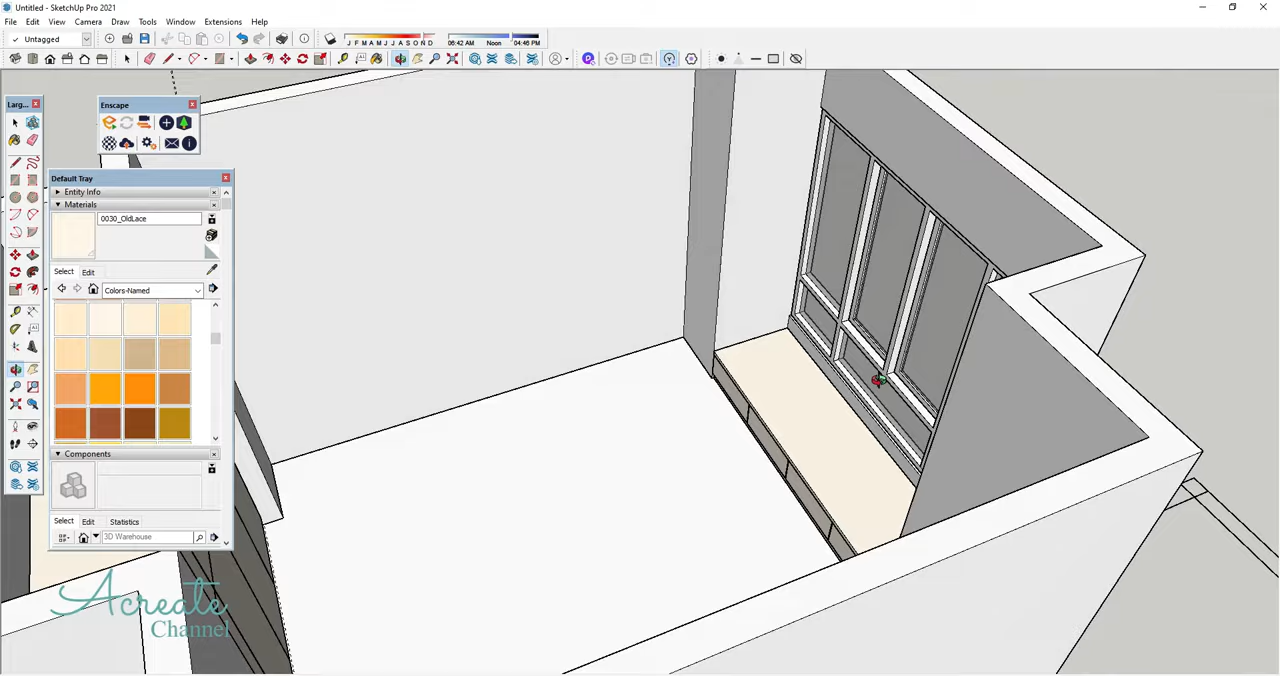 Untitled - SketchUp Pro 2021
File Edit View Camera Draw Tools Window Extensions Help
Untagged
J F M A M J J A S O N D
06:42 AM Noon 04:46 PM
Larg...
Enscape
Default Tray
Entity Info
Materials
0030_OldLace
Select Edit
Colors-Named
Components
Select Edit Statistics
3D Warehouse
Acreate
Channel